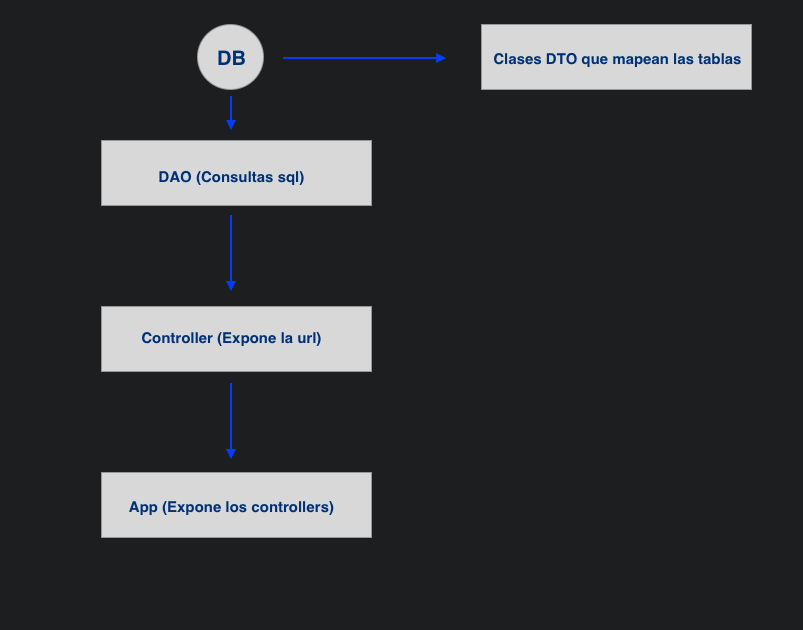 DB
Clases DTO que mapean las tablas
DAO (Consultas sql)
Controller (Expone la url)
App (Expone los controllers)